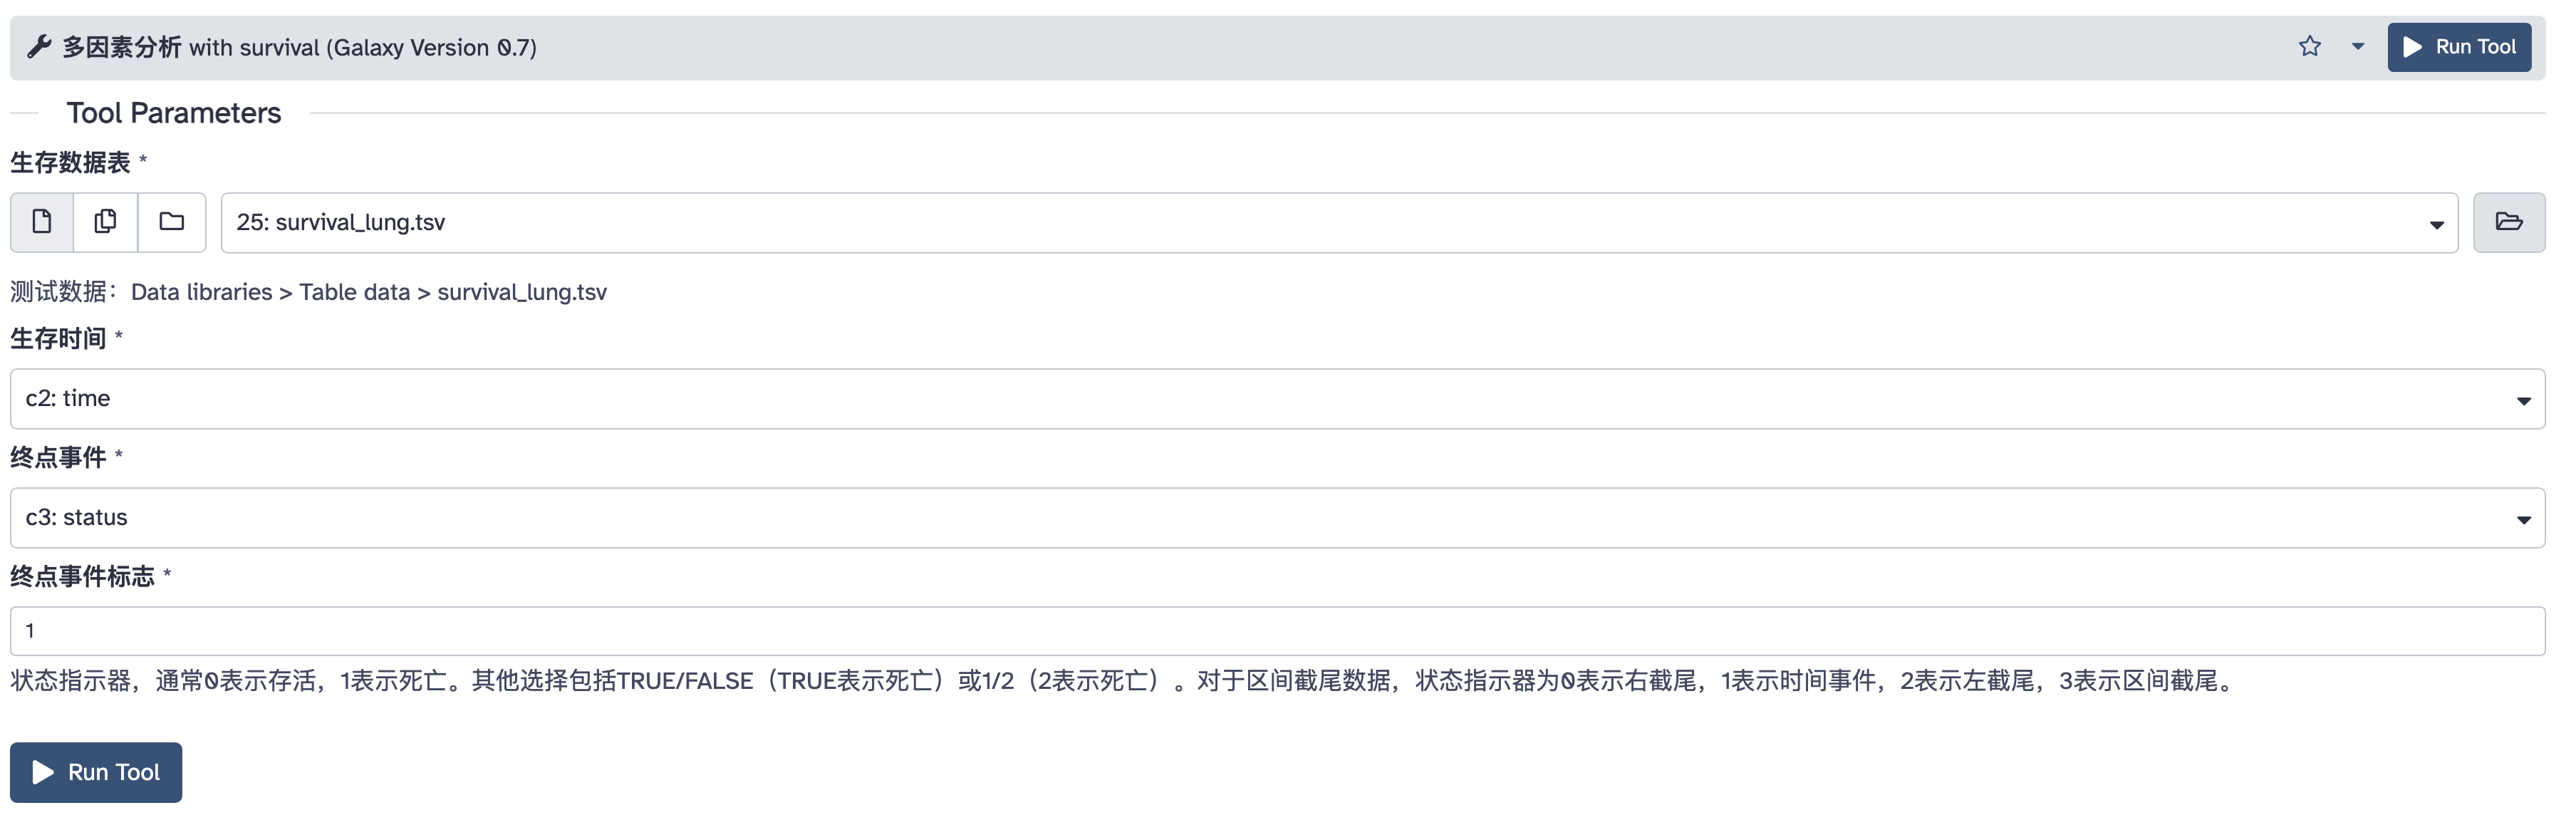 多因素分析 with survival (Galaxy Version 0.7)
Run Tool
Tool Parameters
生存数据表 *
25: survival_lung.tsv
测试数据：Data libraries > Table data > survival_lung.tsv
生存时间 *
c2: time
终点事件 *
c3: status
终点事件标志 *
1
状态指示器，通常0表示存活，1表示死亡。其他选择包括TRUE/FALSE（TRUE表示死亡）或1/2（2表示死亡）。对于区间截尾数据，状态指示器为0表示右截尾，1表示时间事件，2表示左截尾，3表示区间截尾。
Run Tool